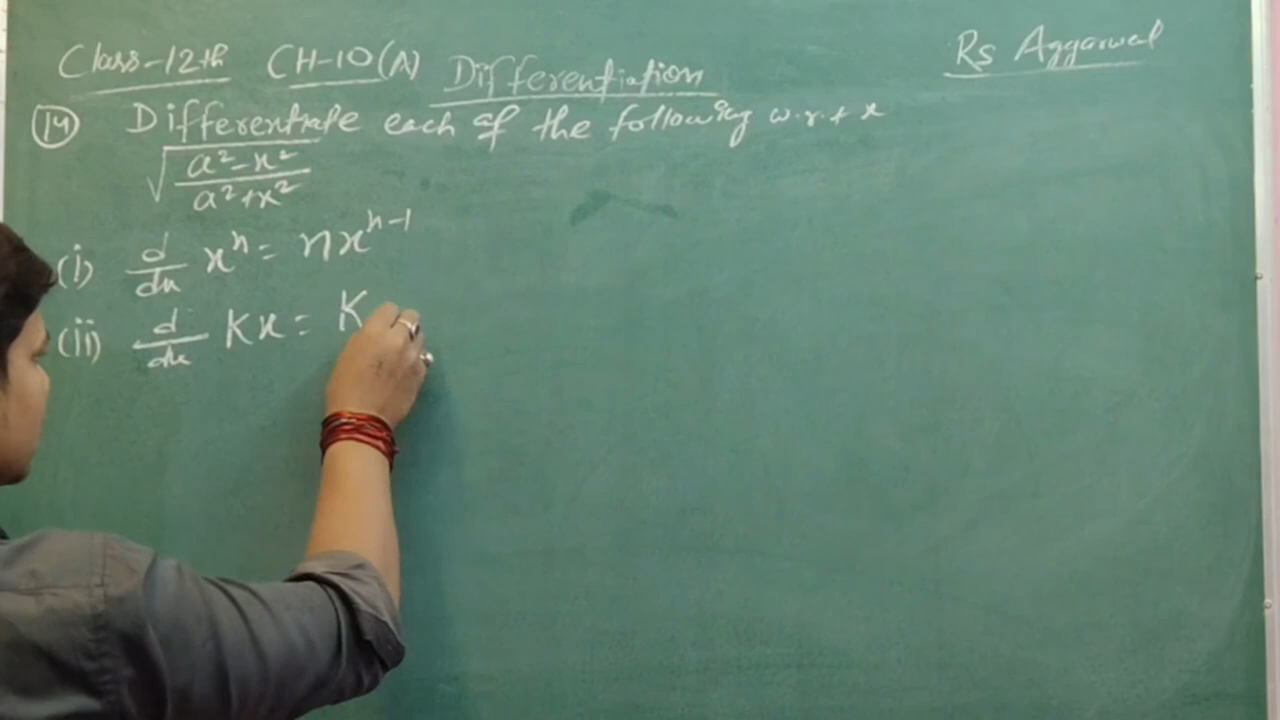 Class-12th CH-10(A) Differentiation Rs Aggarwal
(14) Differentiate each of the following w.r.t x
√((a²-x²)/(a²+x²))
(i) d/dx xⁿ = nxⁿ⁻¹
(ii) d/dx Kx = K